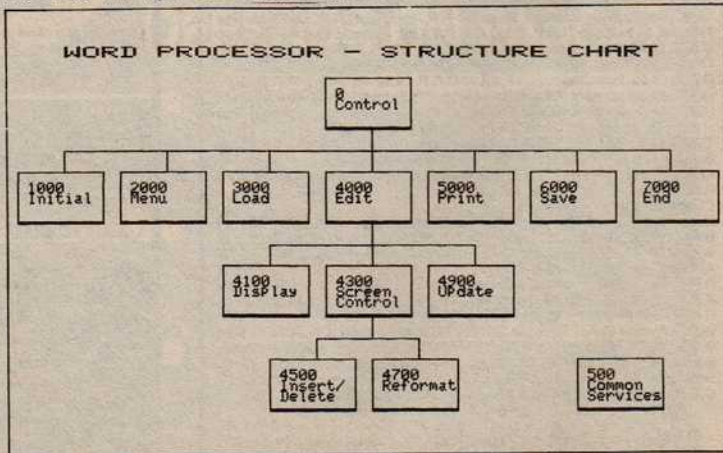 WORD PROCESSOR – STRUCTURE CHART
0
Control
1000
Initial
2000
Menu
3000
Load
4000
Edit
5000
Print
6000
Save
7000
End
4100
Display
4300
Screen
Control
4900
UPdate
4500
Insert/
Delete
4700
Reformat
500
Common
Services